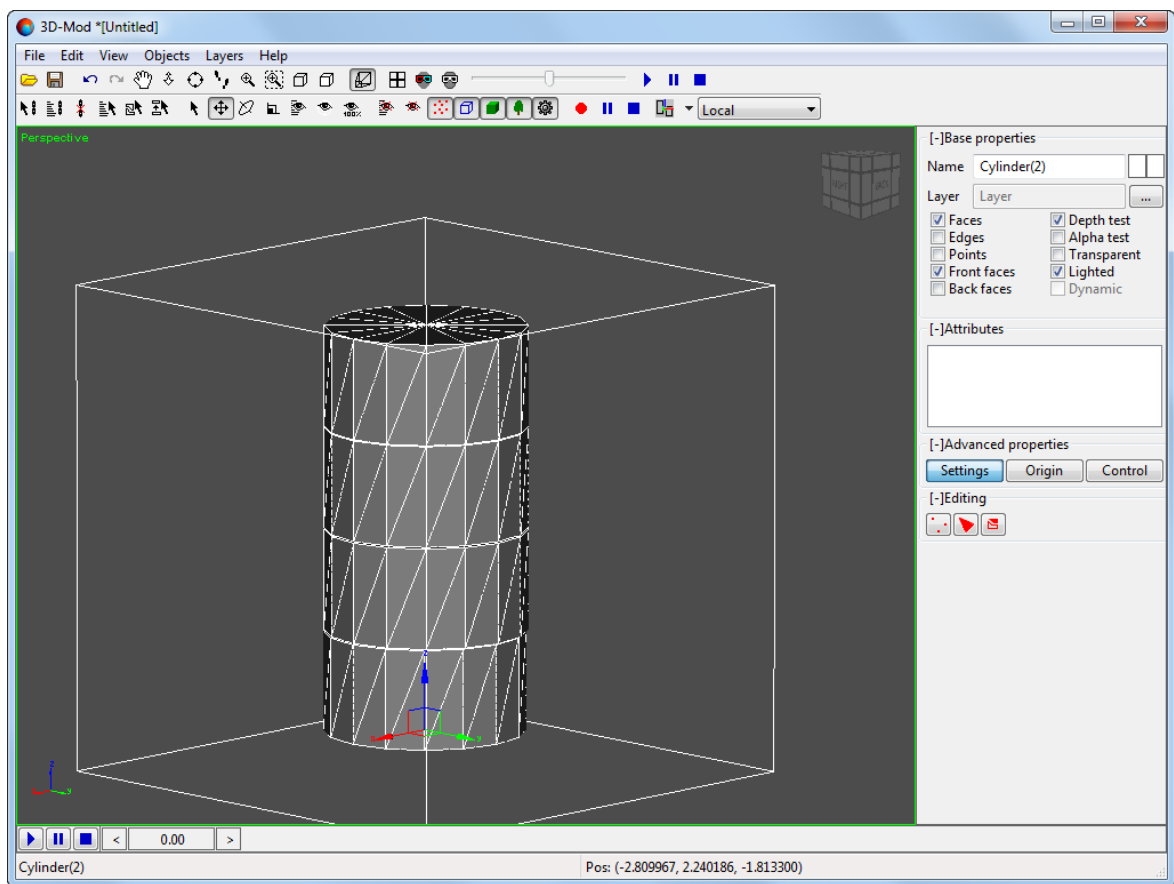 3D-Mod *[Untitled]
File Edit View Objects Layers Help
100%
Local
Perspective
[-]Base properties
Name Cylinder(2)
Layer Layer ...
Faces Depth test
Edges Alpha test
Points Transparent
Front faces Lighted
Back faces Dynamic
[-]Attributes
[-]Advanced properties
Settings Origin Control
[-]Editing
z
x y
z
y
< 0.00 >
Cylinder(2) Pos: (-2.809967, 2.240186, -1.813300)